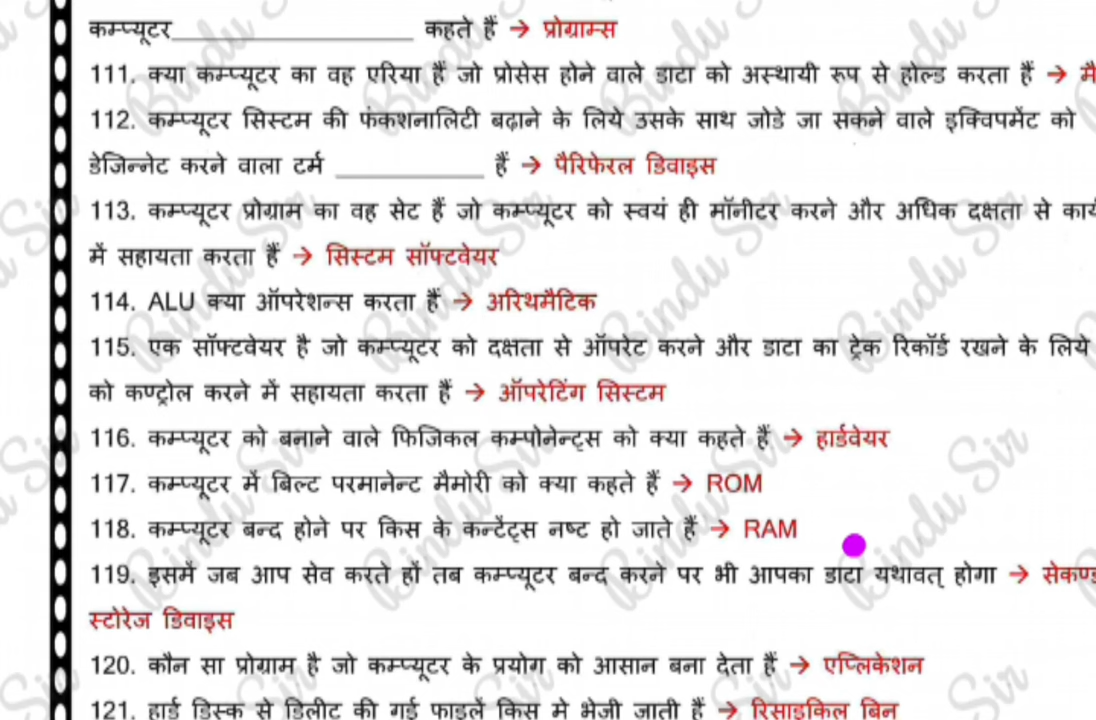 कम्प्यूटर_______________ कहते हैं → प्रोग्राम्स
111. क्या कम्प्यूटर का वह एरिया हैं जो प्रोसेस होने वाले डाटा को अस्थायी रूप से होल्ड करता हैं →
112. कम्प्यूटर सिस्टम की फंकशनालिटी बढ़ाने के लिये उसके साथ जोडे जा सकने वाले इक्विपमेंट को
डेजिन्नेट करने वाला टर्म _________ हैं → पैरिफेरल डिवाइस
113. कम्प्यूटर प्रोग्राम का वह सेट हैं जो कम्प्यूटर को स्वयं ही मॉनीटर करने और अधिक दक्षता से
में सहायता करता हैं → सिस्टम सॉफ्टवेयर
114. ALU क्या ऑपरेशन्स करता हैं → अरिथमैटिक
115. एक सॉफ्टवेयर है जो कम्प्यूटर को दक्षता से ऑपरेट करने और डाटा का ट्रेक रिकॉर्ड रखने के लिये
को कण्ट्रोल करने में सहायता करता हैं → ऑपरेटिंग सिस्टम
116. कम्प्यूटर को बनाने वाले फिजिकल कम्पोनेन्ट्स को क्या कहते हैं → हार्डवेयर
117. कम्प्यूटर में बिल्ट परमानेन्ट मैमोरी को क्या कहते हैं → ROM
118. कम्प्यूटर बन्द होने पर किस के कन्टेंट्स नष्ट हो जाते हैं → RAM
119. इसमें जब आप सेव करते हों तब कम्प्यूटर बन्द करने पर भी आपका डाटा यथावत् होगा →
स्टोरेज डिवाइस
120. कौन सा प्रोग्राम है जो कम्प्यूटर के प्रयोग को आसान बना देता हैं → एप्लिकेशन
121. हार्ड डिस्क से डिलीट की गई फाइलें किस मे भेजी जाती हैं → रिसाइकिल बिन